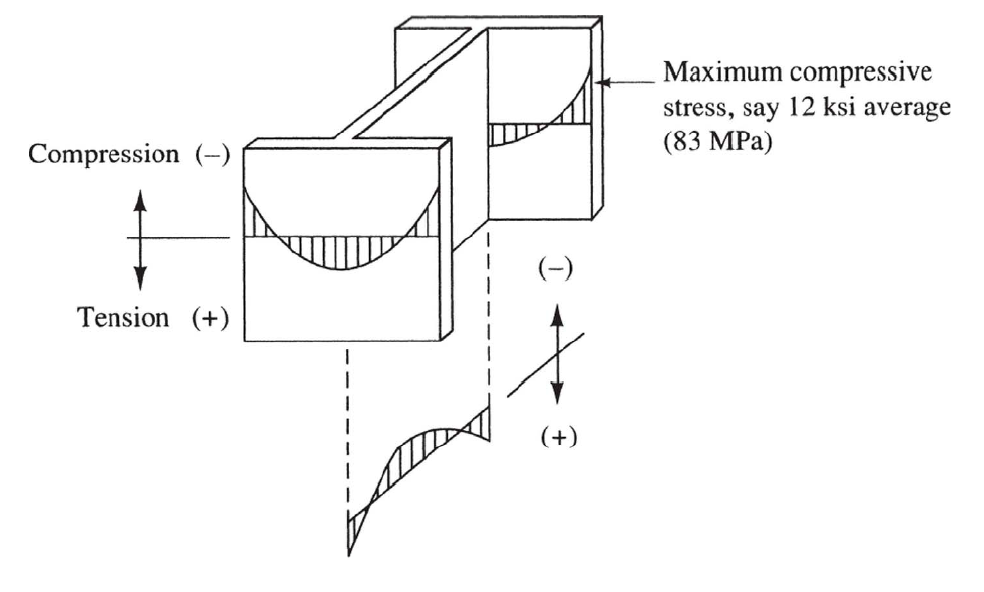 Maximum compressive
stress, say 12 ksi average
(83 MPa)
Compression (–)
Tension (+)
(–)
(+)